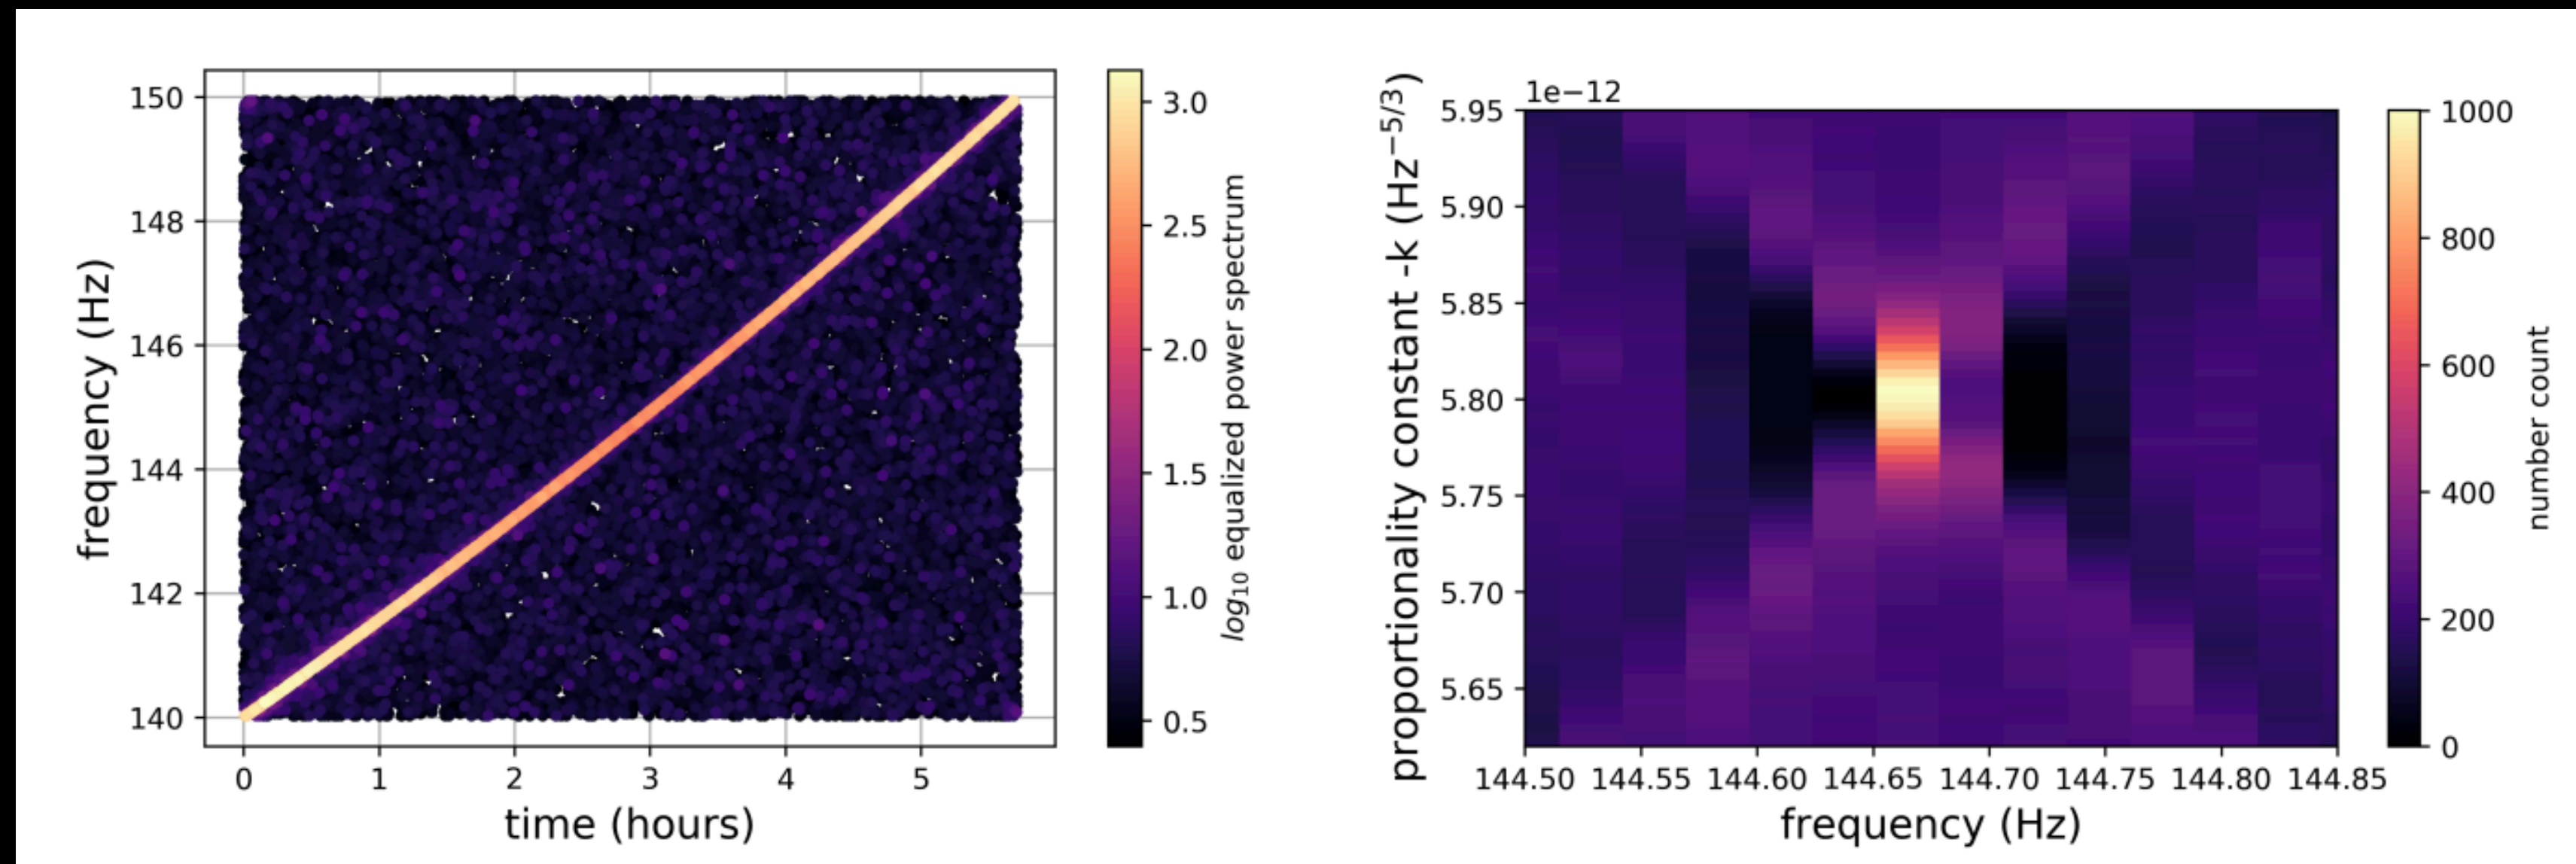 frequency (Hz)
150
148
146
144
142
140
0 1 2 3 4 5
time (hours)
3.0
2.5
2.0
1.5
1.0
0.5
log₁₀ equalized power spectrum
proportionality constant -k (Hz⁻⁵/³)
1e−12
5.95
5.90
5.85
5.80
5.75
5.70
5.65
144.50 144.55 144.60 144.65 144.70 144.75 144.80 144.85
frequency (Hz)
1000
800
600
400
200
0
number count